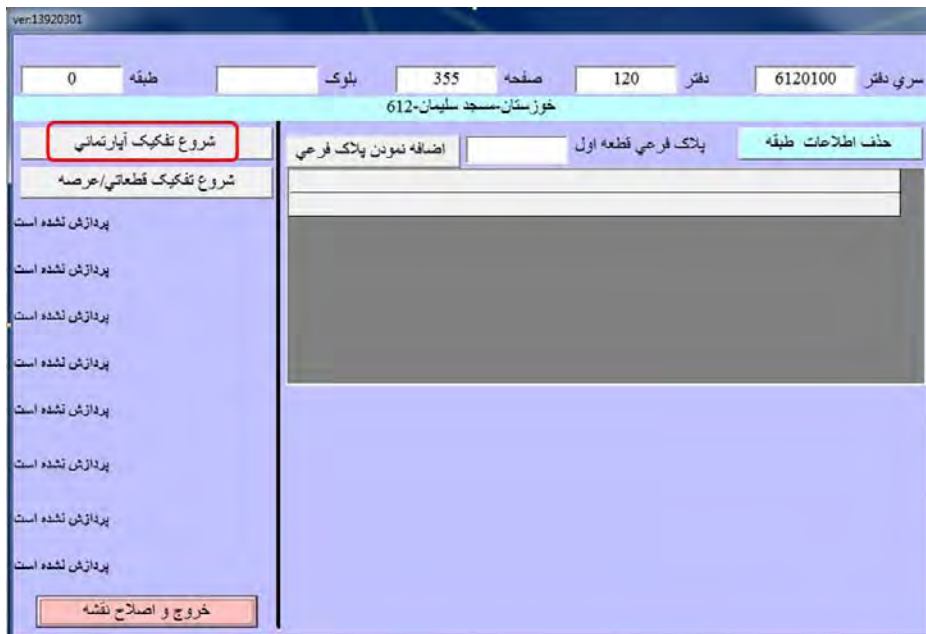 ver:13920301
سري دفتر 6120100 دفتر 120 صفحه 355 بلوک طبقه 0
خوزستان-مسجد سليمان-612
حذف اطلاعات طبقه پلاک فرعي قطعه اول اضافه نمودن پلاک فرعي
شروع تفکيک آپارتماني
شروع تفکيک قطعاتي/عرصه
پردازش نشده است
پردازش نشده است
پردازش نشده است
پردازش نشده است
پردازش نشده است
پردازش نشده است
پردازش نشده است
پردازش نشده است
خروج و اصلاح نقشه